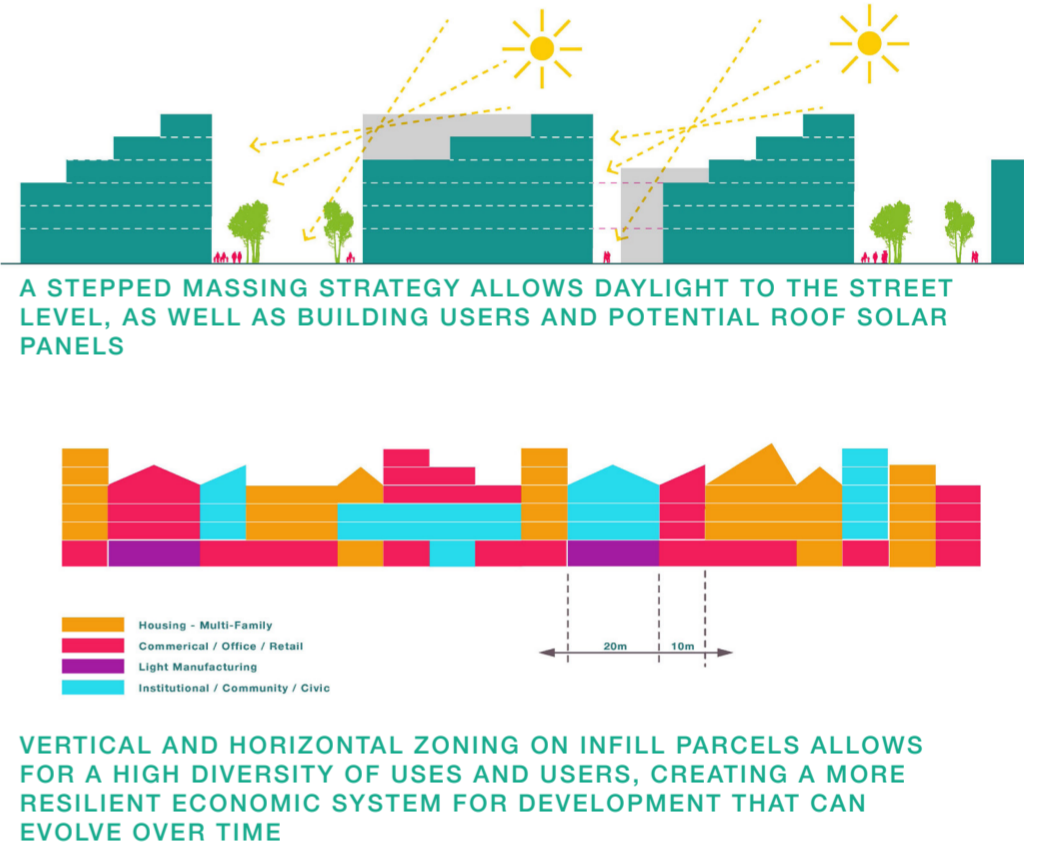 A STEPPED MASSING STRATEGY ALLOWS DAYLIGHT TO THE STREET
LEVEL, AS WELL AS BUILDING USERS AND POTENTIAL ROOF SOLAR
PANELS
Housing - Multi-Family
Commerical / Office / Retail
Light Manufacturing
Institutional / Community / Civic
20m
10m
VERTICAL AND HORIZONTAL ZONING ON INFILL PARCELS ALLOWS
FOR A HIGH DIVERSITY OF USES AND USERS, CREATING A MORE
RESILIENT ECONOMIC SYSTEM FOR DEVELOPMENT THAT CAN
EVOLVE OVER TIME